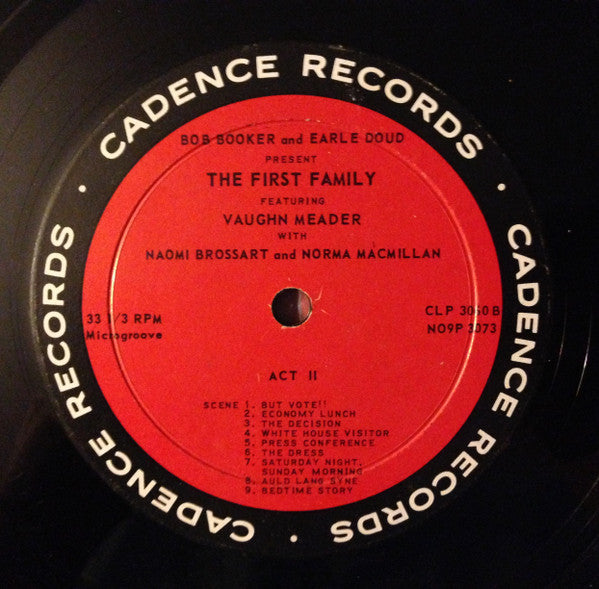 CADENCE RECORDS • CADENCE RECORDS • CADENCE RECORDS •
BOB BOOKER and EARLE DOUD
PRESENT
THE FIRST FAMILY
FEATURING
VAUGHN MEADER
WITH
NAOMI BROSSART and NORMA MACMILLAN
33 1/3 RPM
Microgroove
CLP 3060 B
NO9P 3073
ACT II
SCENE 1. BUT VOTE!!
2. ECONOMY LUNCH
3. THE DECISION
4. WHITE HOUSE VISITOR
5. PRESS CONFERENCE
6. THE DRESS
7. SATURDAY NIGHT,
SUNDAY MORNING
8. AULD LANG SYNE
9. BEDTIME STORY